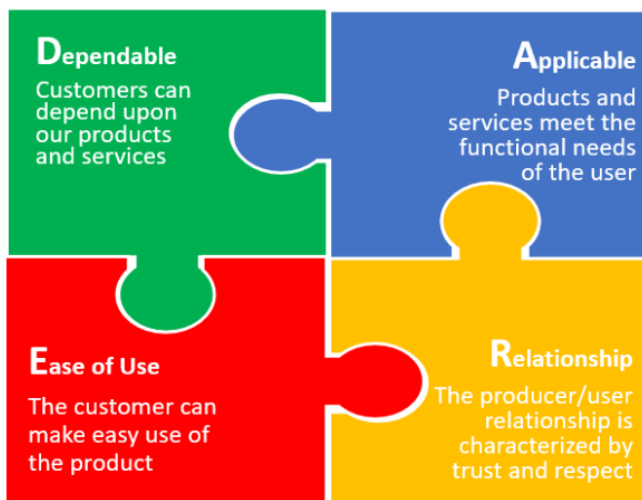 Dependable
Customers can
depend upon
our products
and services
Applicable
Products and
services meet the
functional needs
of the user
Ease of Use
The customer can
make easy use of
the product
Relationship
The producer/user
relationship is
characterized by
trust and respect